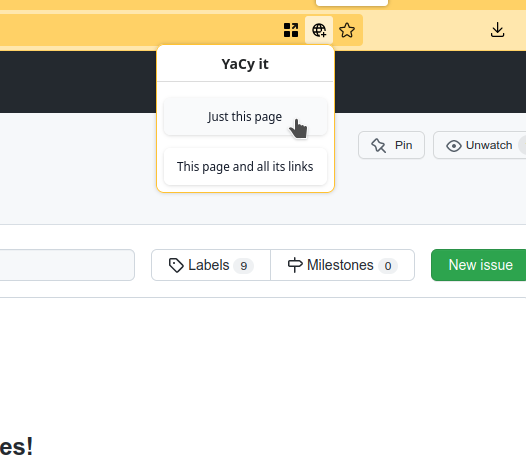 YaCy it
Just this page
This page and all its links
Pin
Unwatch
Labels 9
Milestones 0
New issue
es!